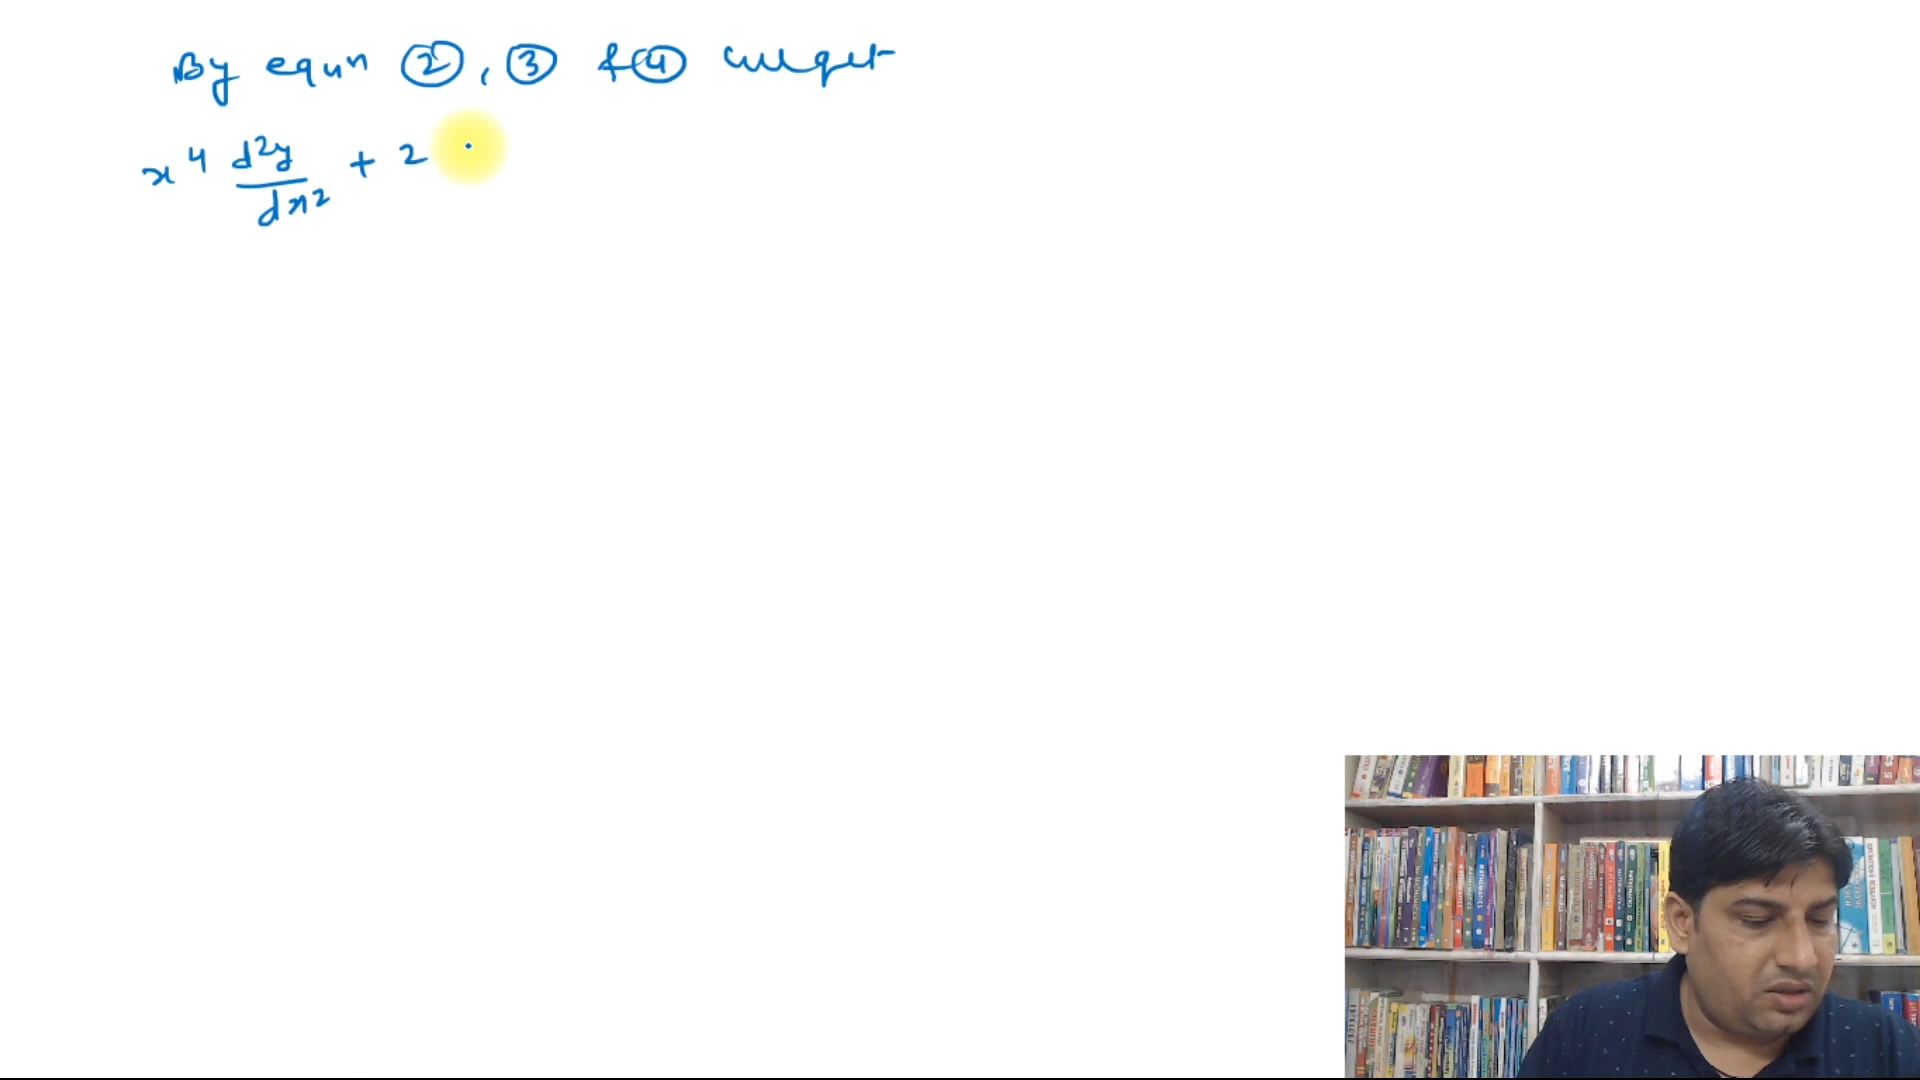 By equn ②, ③ & ④ we get
x⁴ d²y/dx² + 2